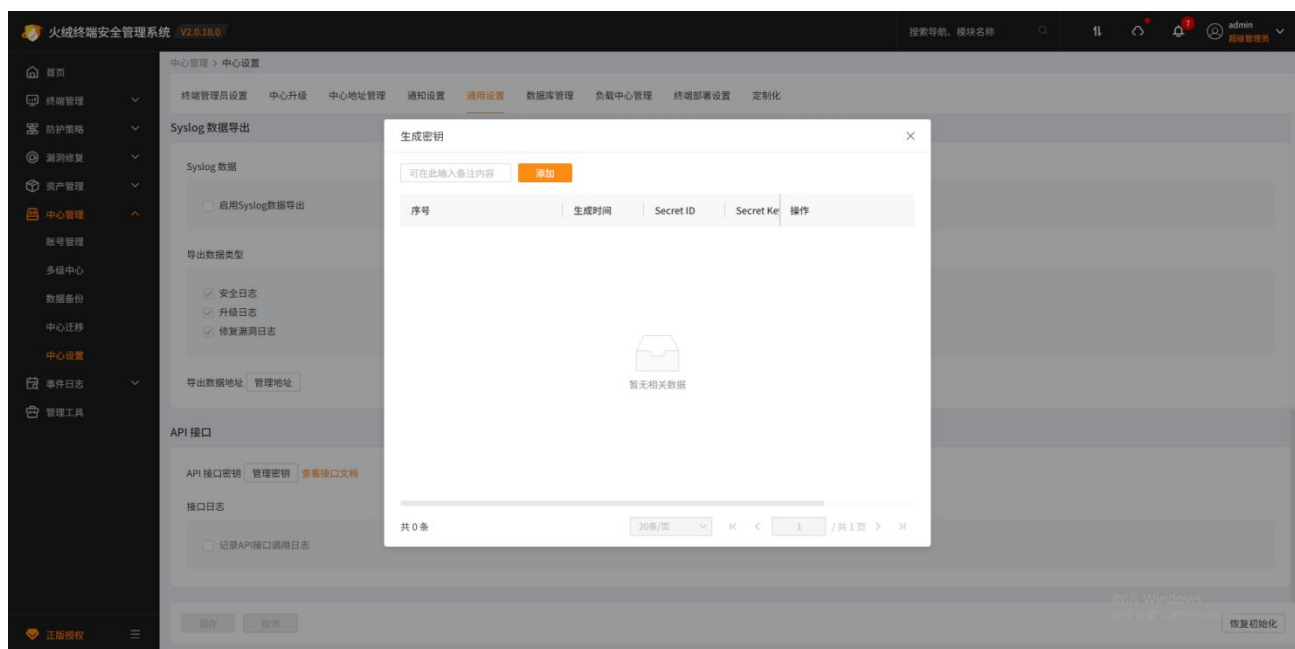 火绒终端安全管理系统 V2.0.18.0 搜索导航、模块名称 7 admin
超级管理员
首页
终端管理
防护策略
漏洞修复
资产管理
中心管理
账号管理
多级中心
数据备份
中心迁移
中心设置
事件日志
管理工具
正版授权
中心管理 > 中心设置
终端管理员设置 中心升级 中心地址管理 通知设置 通用设置 数据库管理 负载中心管理 终端部署设置 定制化
Syslog 数据导出
Syslog 数据
启用Syslog数据导出
导出数据类型
安全日志
升级日志
修复漏洞日志
导出数据地址 管理地址
API 接口
API 接口密钥 管理密钥 查看接口文档
接口日志
记录API接口调用日志
保存 取消
恢复初始化
生成密钥
可在此输入备注内容 添加
序号 生成时间 Secret ID Secret Key 操作
暂无相关数据
共 0 条 20条/页 1 / 共 1 页
激活 Windows